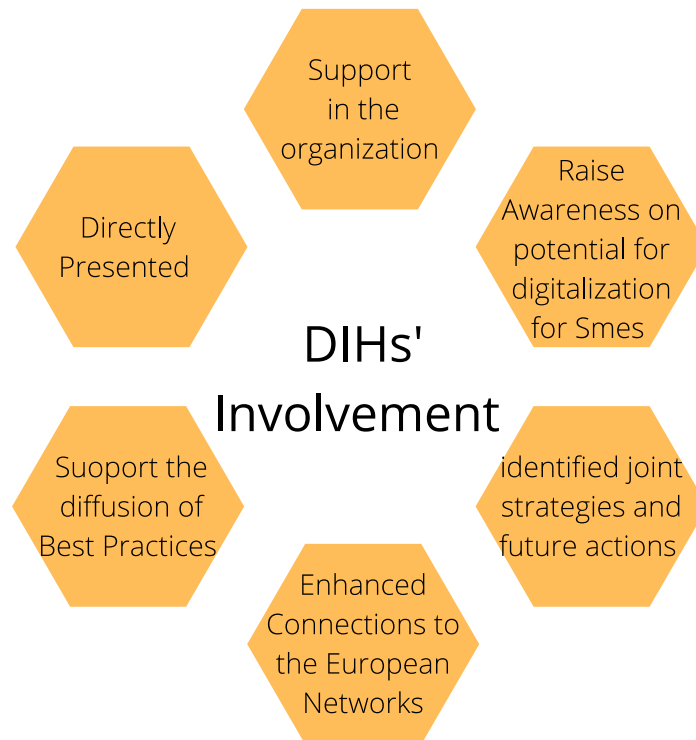 Support
in the
organization
Raise
Awareness on
potential for
digitalization
for Smes
Directly
Presented
DIHs'
Involvement
identified joint
strategies and
future actions
Suoport the
diffusion of
Best Practices
Enhanced
Connections to
the European
Networks